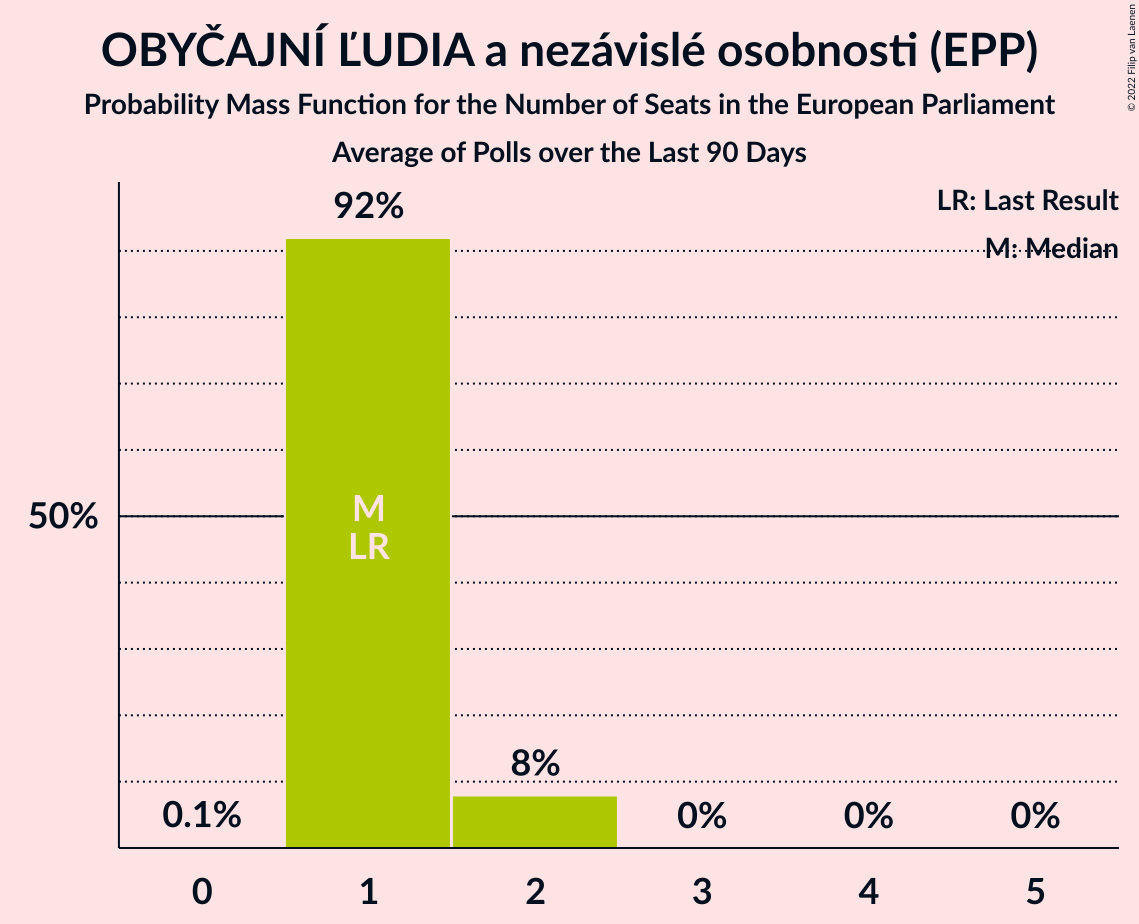 OBYČAJNÍ ĽUDIA a nezávislé osobnosti (EPP)
Probability Mass Function for the Number of Seats in the European Parliament
Average of Polls over the Last 90 Days
© 2022 Filip van Laenen
LR: Last Result
M: Median
92%
M
LR
50%
8%
0.1%
0%
0%
0%
0
1
2
3
4
5